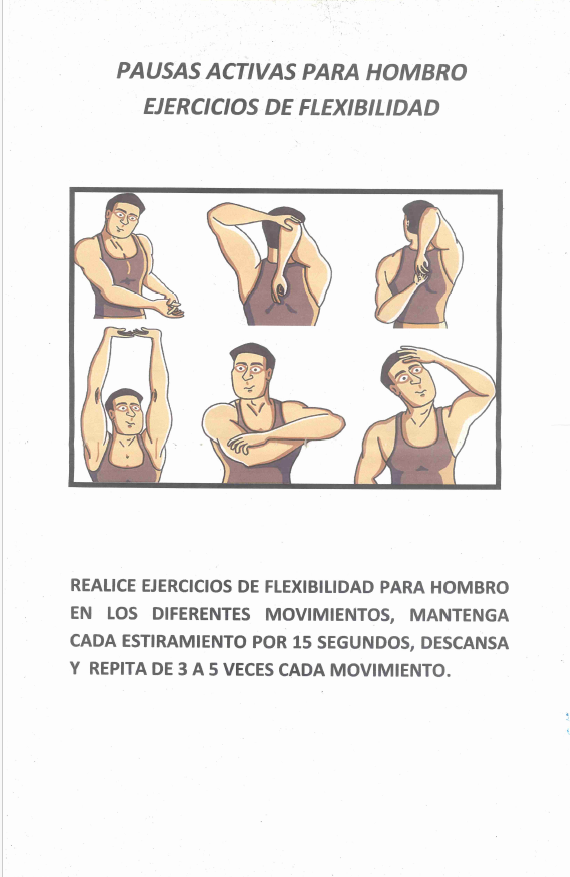 PAUSAS ACTIVAS PARA HOMBRO
EJERCICIOS DE FLEXIBILIDAD
REALICE EJERCICIOS DE FLEXIBILIDAD PARA HOMBRO
EN LOS DIFERENTES MOVIMIENTOS, MANTENGA
CADA ESTIRAMIENTO POR 15 SEGUNDOS, DESCANSA
Y REPITA DE 3 A 5 VECES CADA MOVIMIENTO.